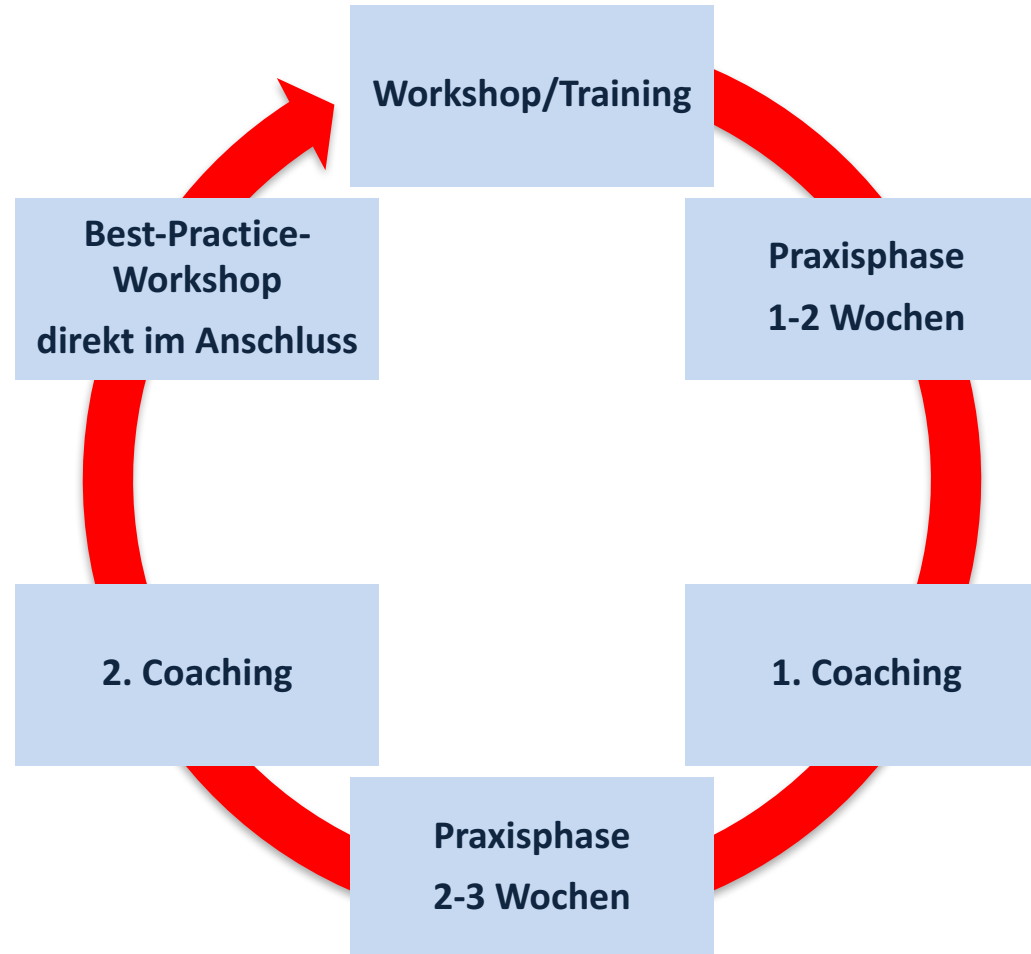 Workshop/Training
Praxisphase
1-2 Wochen
1. Coaching
Praxisphase
2-3 Wochen
2. Coaching
Best-Practice-
Workshop
direkt im Anschluss